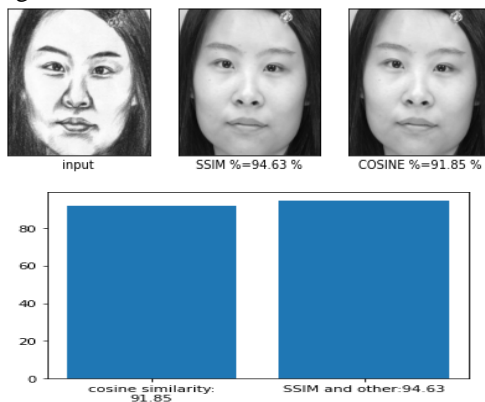 input
SSIM %=94.63 %
COSINE %=91.85 %
80
60
40
20
0
cosine similarity:
91.85
SSIM and other:94.63